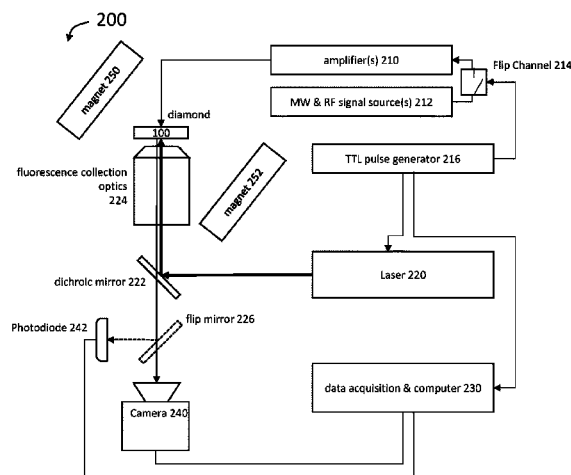 200
magnet 250
amplifier(s) 210
Flip Channel 214
MW & RF signal source(s) 212
diamond
100
fluorescence collection
optics
224
magnet 252
TTL pulse generator 216
Laser 220
dichroic mirror 222
flip mirror 226
Photodiode 242
data acquisition & computer 230
Camera 240